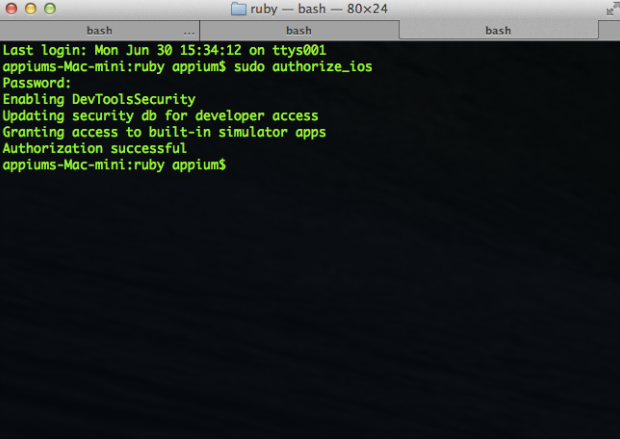 ruby — bash — 80×24
bash ... bash bash
Last login: Mon Jun 30 15:34:12 on ttys001
appiums-Mac-mini:ruby appium$ sudo authorize_ios
Password:
Enabling DevToolsSecurity
Updating security db for developer access
Granting access to built-in simulator apps
Authorization successful
appiums-Mac-mini:ruby appium$